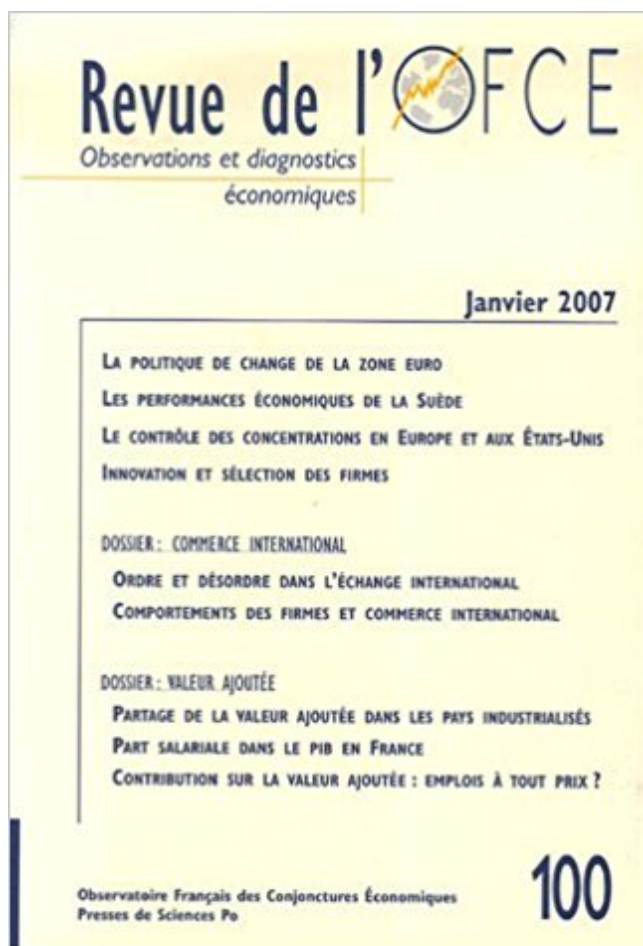 Revue de l'OFCE
Observations et diagnostics
économiques
Janvier 2007
LA POLITIQUE DE CHANGE DE LA ZONE EURO
LES PERFORMANCES ÉCONOMIQUES DE LA SUÈDE
LE CONTRÔLE DES CONCENTRATIONS EN EUROPE ET AUX ÉTATS-UNIS
INNOVATION ET SÉLECTION DES FIRMES
DOSSIER : COMMERCE INTERNATIONAL
ORDRE ET DÉSORDRE DANS L'ÉCHANGE INTERNATIONAL
COMPORTEMENTS DES FIRMES ET COMMERCE INTERNATIONAL
DOSSIER : VALEUR AJOUTÉE
PARTAGE DE LA VALEUR AJOUTÉE DANS LES PAYS INDUSTRIALISÉS
PART SALARIALE DANS LE PIB EN FRANCE
CONTRIBUTION SUR LA VALEUR AJOUTÉE : EMPLOIS À TOUT PRIX ?
Observatoire Français des Conjonctures Économiques
Presses de Sciences Po
100